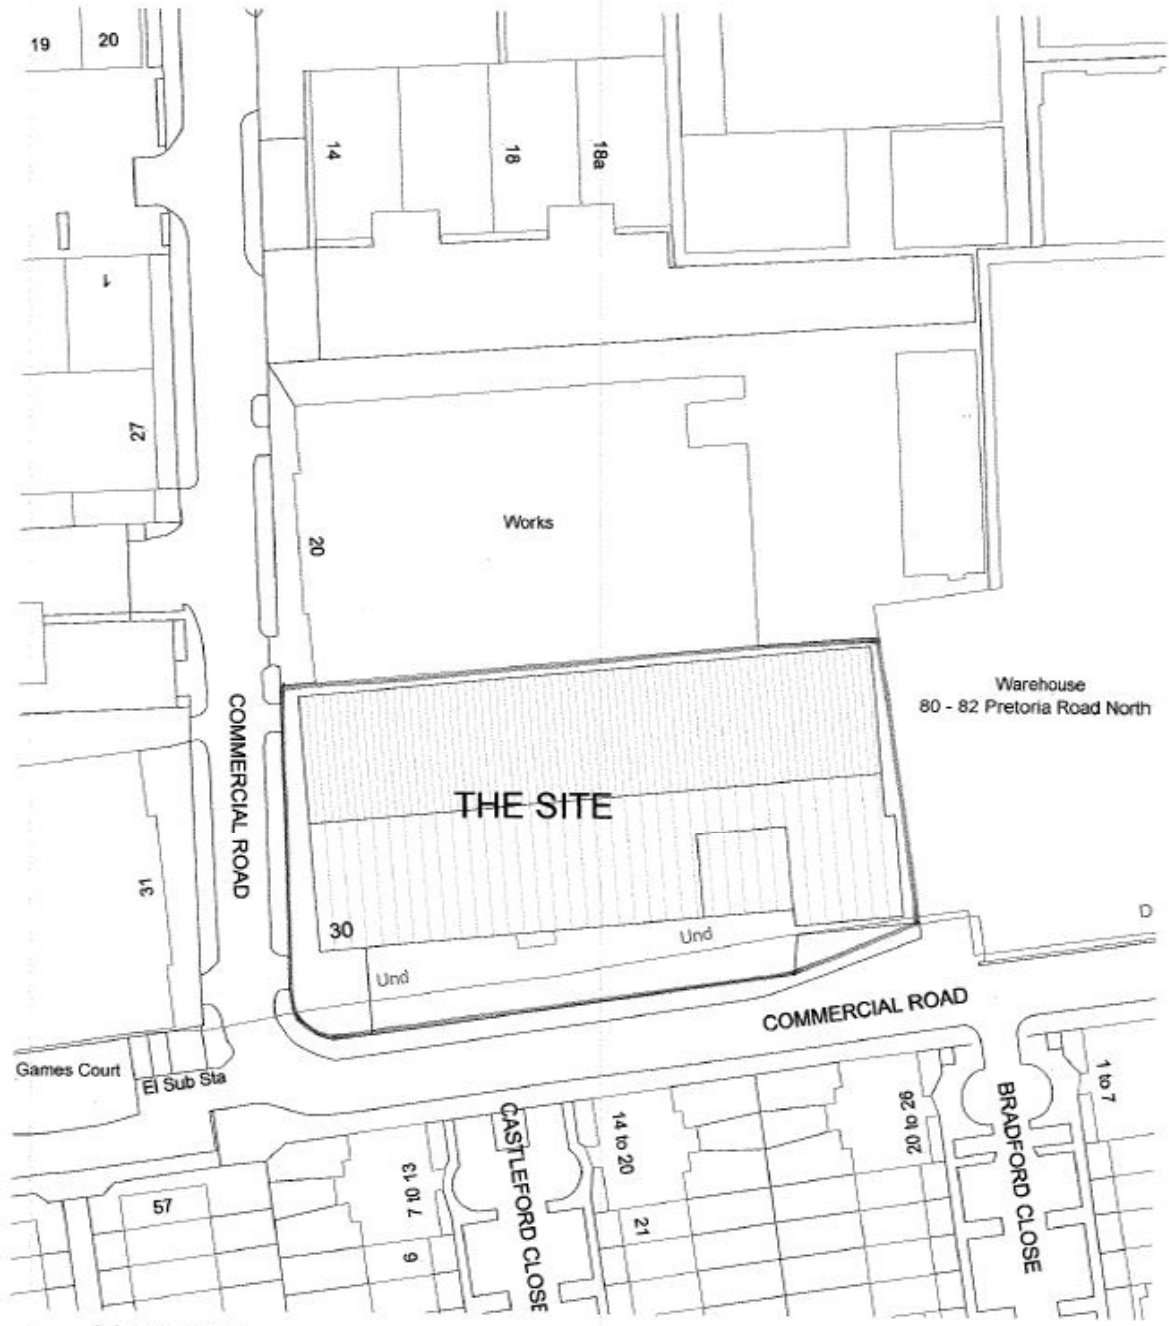 19
20
14
18
18a
1
27
20
Works
Warehouse
80 - 82 Pretoria Road North
COMMERCIAL ROAD
THE SITE
31
30
Und
Und
D
COMMERCIAL ROAD
Games Court
El Sub Sta
CASTLEFORD CLOSE
14 to 20
20 to 26
BRADFORD CLOSE
1 to 7
57
7 to 13
21
9